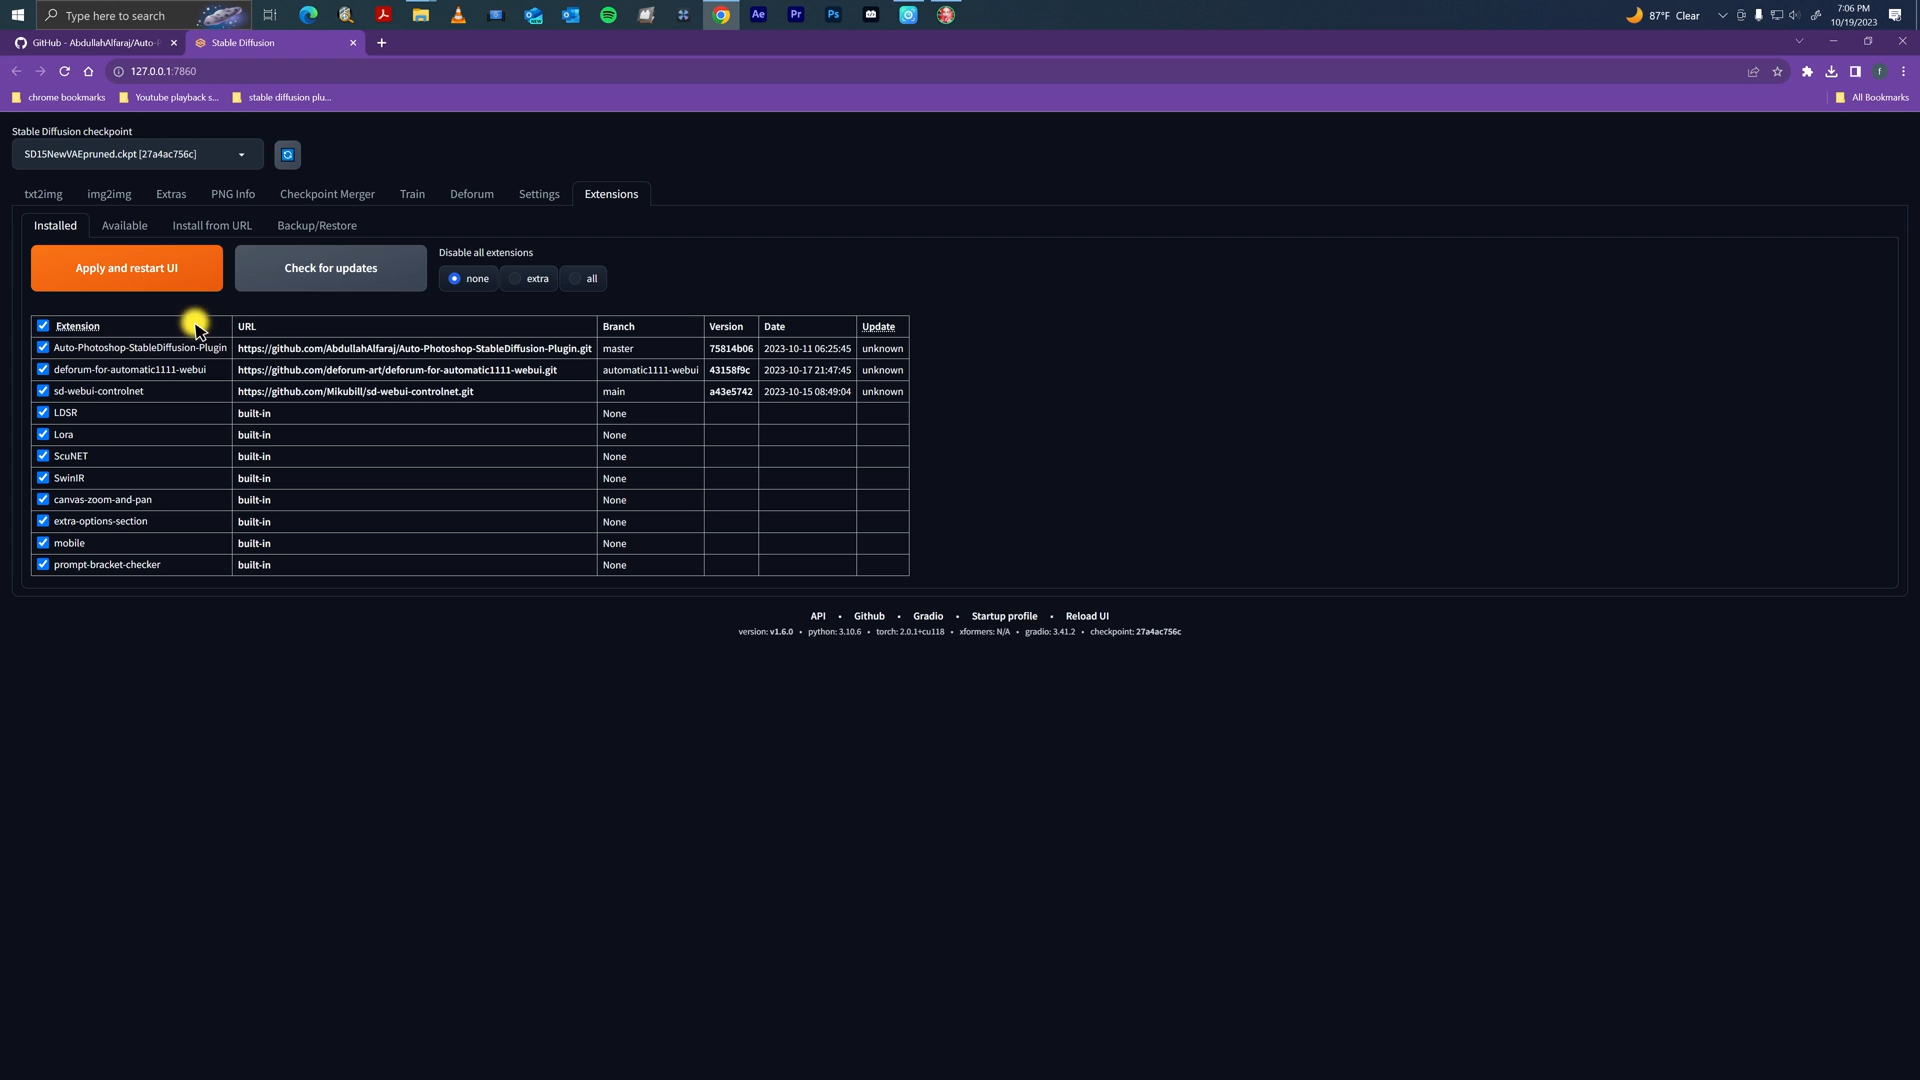 Type here to search
Ae
Pr
Ps
87°F Clear
7:06 PM
10/19/2023
GitHub - AbdullahAlfaraj/Auto-P
Stable Diffusion
127.0.0.1:7860
f
chrome bookmarks
Youtube playback s...
stable diffusion plu...
All Bookmarks
Stable Diffusion checkpoint
SD15NewVAEpruned.ckpt [27a4ac756c]
txt2img img2img Extras PNG Info Checkpoint Merger Train Deforum Settings Extensions
Installed Available Install from URL Backup/Restore
Apply and restart UI
Check for updates
Disable all extensions
none extra all
Extension URL Branch Version Date Update
Auto-Photoshop-StableDiffusion-Plugin https://github.com/AbdullahAlfaraj/Auto-Photoshop-StableDiffusion-Plugin.git master 75814b06 2023-10-11 06:25:45 unknown
deforum-for-automatic1111-webui https://github.com/deforum-art/deforum-for-automatic1111-webui.git automatic1111-webui 43158f9c 2023-10-17 21:47:45 unknown
sd-webui-controlnet https://github.com/Mikubill/sd-webui-controlnet.git main a43e5742 2023-10-15 08:49:04 unknown
LDSR built-in None
Lora built-in None
ScuNET built-in None
SwinIR built-in None
canvas-zoom-and-pan built-in None
extra-options-section built-in None
mobile built-in None
prompt-bracket-checker built-in None
API • Github • Gradio • Startup profile • Reload UI
version: v1.6.0 • python: 3.10.6 • torch: 2.0.1+cu118 • xformers: N/A • gradio: 3.41.2 • checkpoint: 27a4ac756c